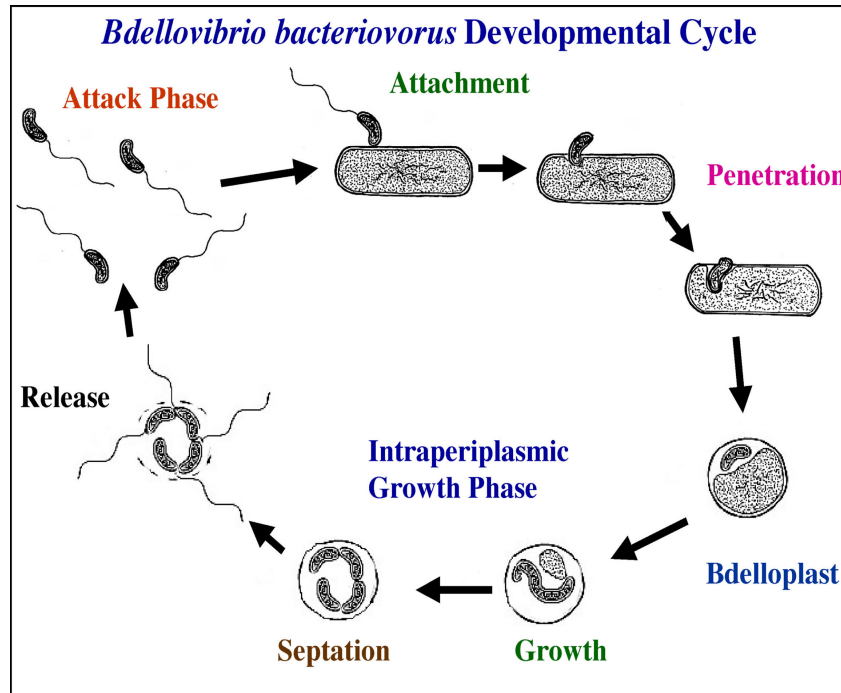 Bdellovibrio bacteriovorus Developmental Cycle
Attack Phase
Attachment
Penetration
Bdelloplast
Growth
Septation
Release
Intraperiplasmic
Growth Phase